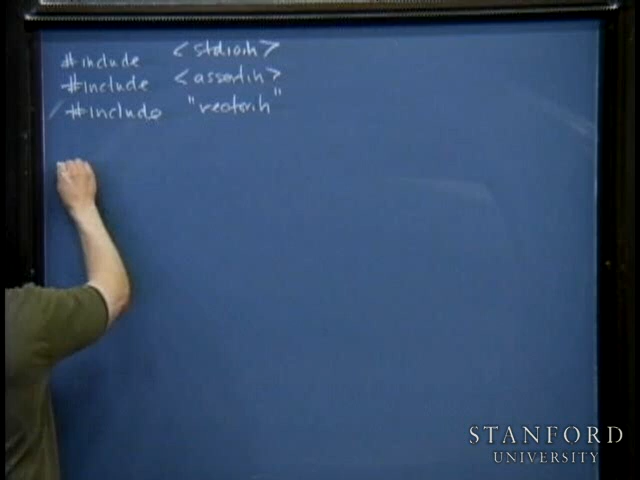 #include <stdio.h>
#include <assert.h>
#include "vector.h"
STANFORD
UNIVERSITY